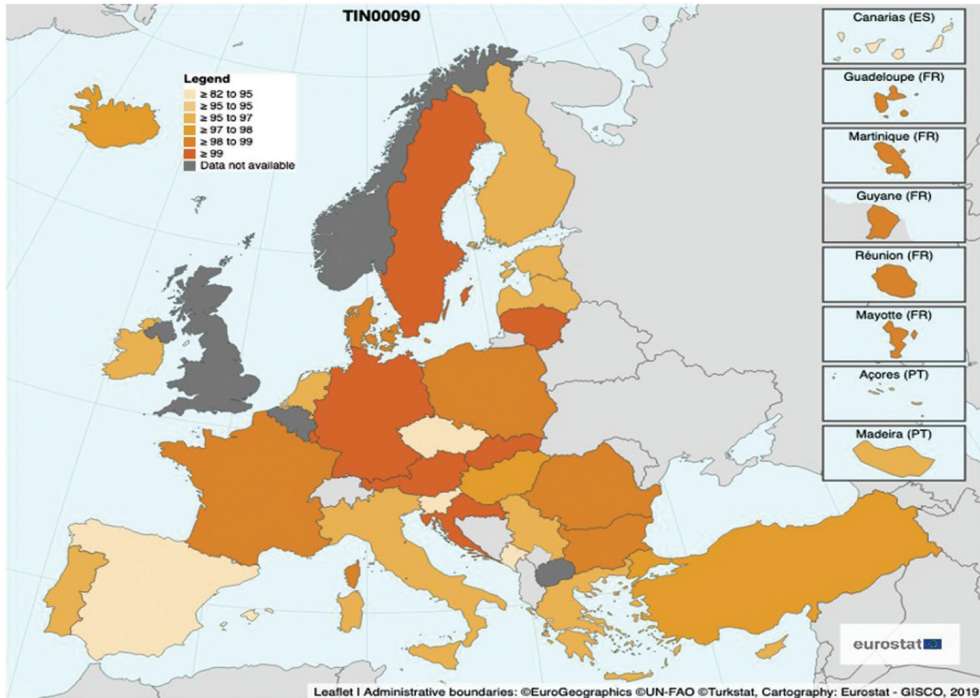 TIN00090
Legend
≥ 82 to 95
≥ 95 to 95
≥ 95 to 97
≥ 97 to 98
≥ 98 to 99
≥ 99
Data not available
Canarias (ES)
Guadeloupe (FR)
Martinique (FR)
Guyane (FR)
Réunion (FR)
Mayotte (FR)
Açores (PT)
Madeira (PT)
eurostat
Leaflet I Administrative boundaries: ©EuroGeographics ©UN-FAO ©Turkstat, Cartography: Eurostat - GISCO, 2019